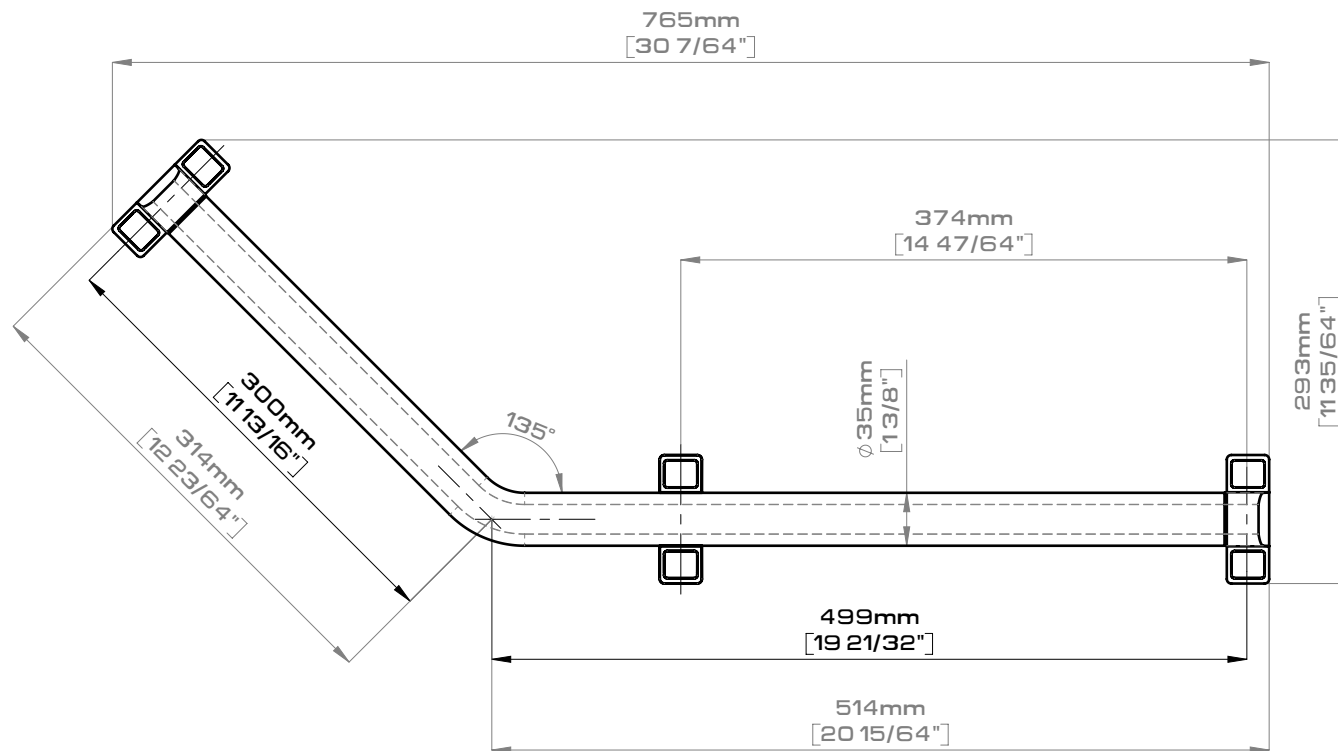 765mm
[30 7/64"]
374mm
[14 47/64"]
293mm
[11 35/64"]
Ø 35mm
[1 3/8"]
135°
300mm
[11 13/16"]
314mm
[12 23/64"]
499mm
[19 21/32"]
514mm
[20 15/64"]